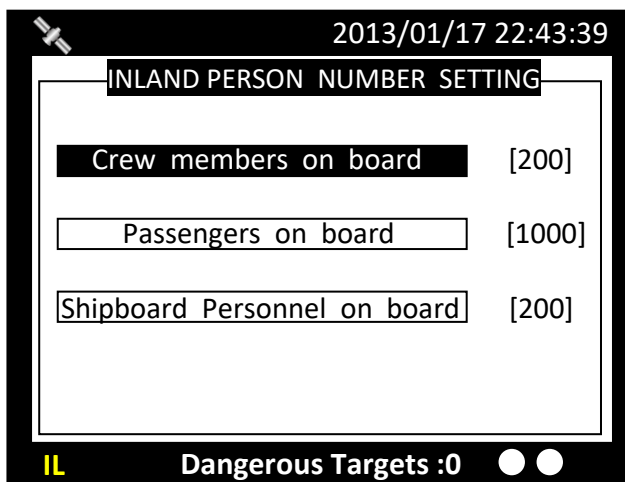 2013/01/17 22:43:39
INLAND PERSON NUMBER SETTING
Crew members on board [200]
Passengers on board [1000]
Shipboard Personnel on board [200]
IL Dangerous Targets :0